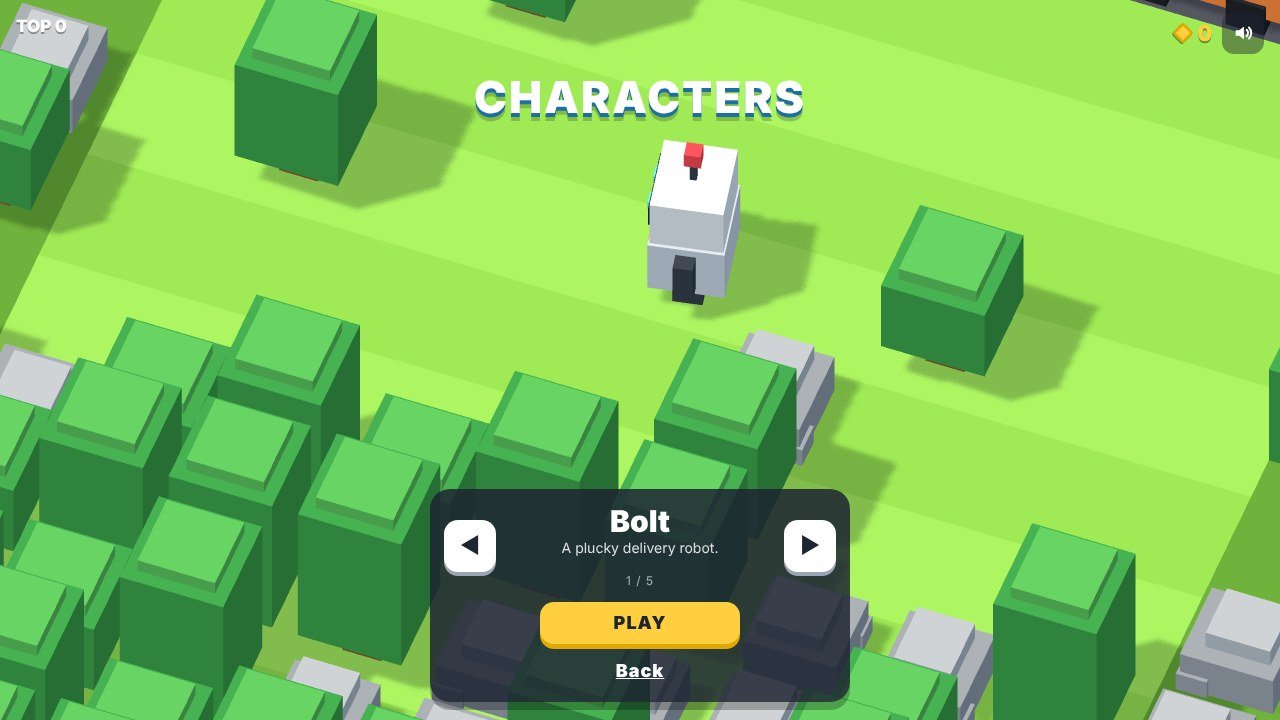 TOP 0
0
CHARACTERS
Bolt
A plucky delivery robot.
1 / 5
PLAY
Back